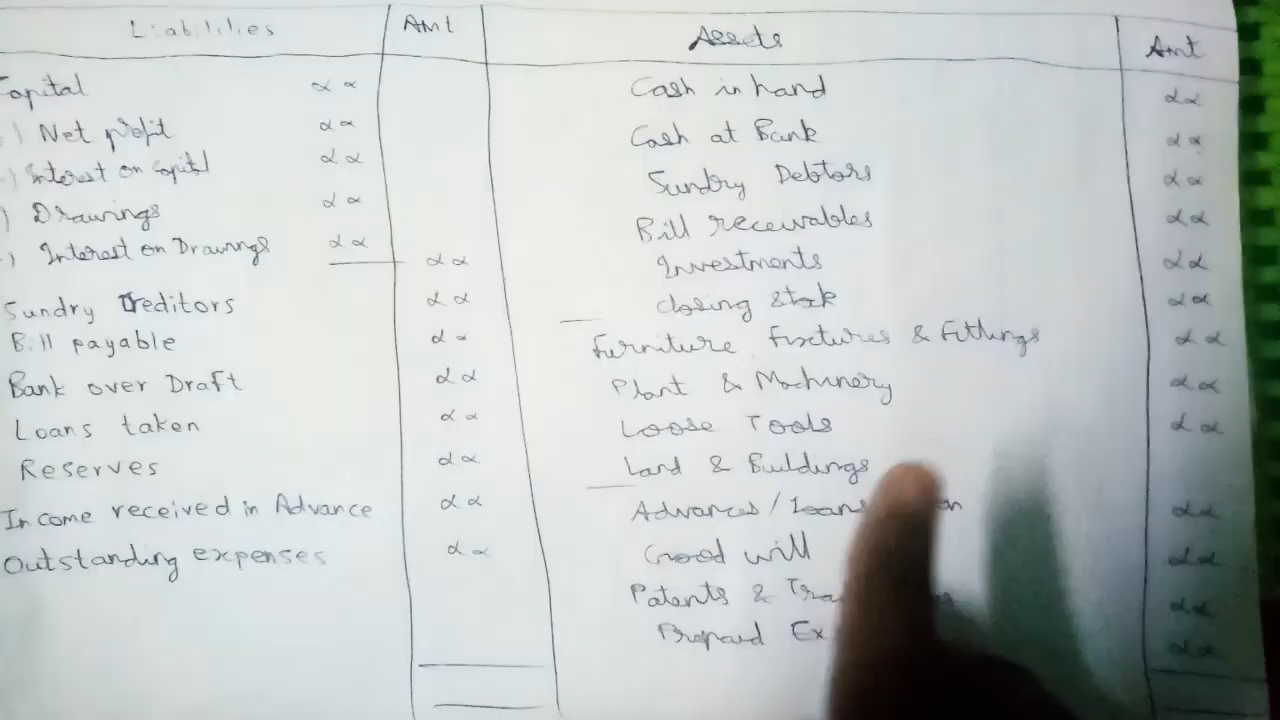 Liabilities Amt Assets Amt
Capital αα
) Net profit αα
) Interest on Capital αα
) Drawings αα
) Interest on Drawings αα αα
Sundry Creditors αα
Bill payable αα
Bank over Draft αα
Loans taken αα
Reserves αα
Income received in Advance αα
Outstanding expenses αα
Cash in hand αα
Cash at Bank αα
Sundry Debtors αα
Bill receivables αα
Investments αα
Closing Stock αα
Furniture Fixtures & Fittings αα
Plant & Machinery αα
Loose Tools αα
Land & Buildings
Advances / Loans αα
Good will αα
Patents & αα
Prepaid αα